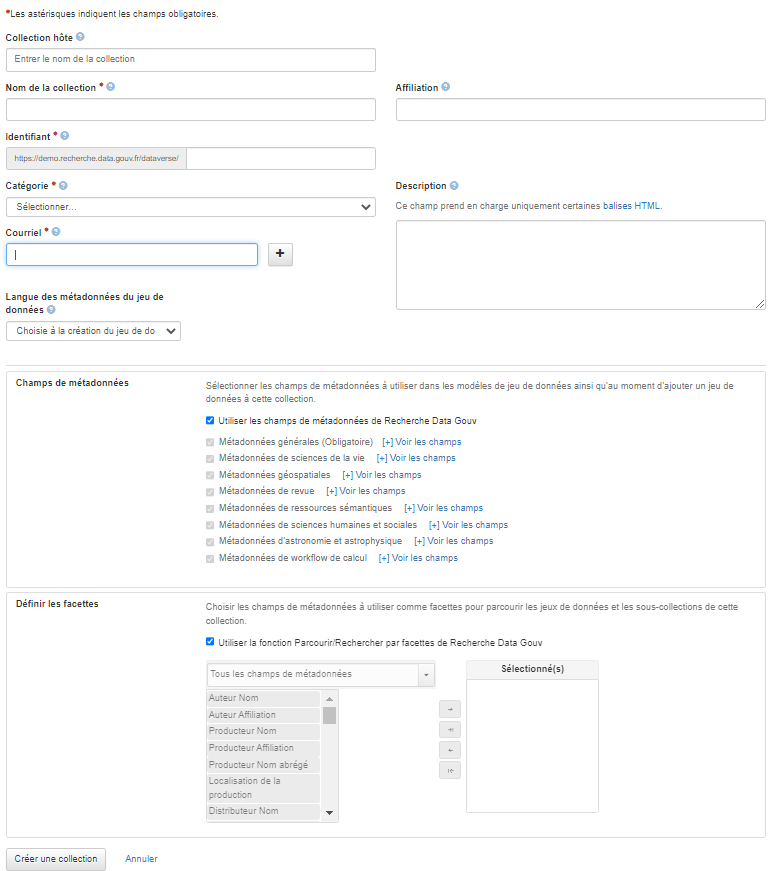 *Les astérisques indiquent les champs obligatoires.
Collection hôte
Entrer le nom de la collection
Nom de la collection *
Affiliation
Identifiant *
https://demo.recherche.data.gouv.fr/dataverse/
Catégorie *
Sélectionner...
Description
Ce champ prend en charge uniquement certaines balises HTML.
Courriel *
+
Langue des métadonnées du jeu de
données
Choisie à la création du jeu de do
Champs de métadonnées
Sélectionner les champs de métadonnées à utiliser dans les modèles de jeu de données ainsi qu'au moment d'ajouter un jeu de
données à cette collection.
Utiliser les champs de métadonnées de Recherche Data Gouv
Métadonnées générales (Obligatoire) [+] Voir les champs
Métadonnées de sciences de la vie [+] Voir les champs
Métadonnées géospatiales [+] Voir les champs
Métadonnées de revue [+] Voir les champs
Métadonnées de ressources sémantiques [+] Voir les champs
Métadonnées de sciences humaines et sociales [+] Voir les champs
Métadonnées d'astronomie et astrophysique [+] Voir les champs
Métadonnées de workflow de calcul [+] Voir les champs
Définir les facettes
Choisir les champs de métadonnées à utiliser comme facettes pour parcourir les jeux de données et les sous-collections de cette
collection.
Utiliser la fonction Parcourir/Rechercher par facettes de Recherche Data Gouv
Tous les champs de métadonnées
Sélectionné(s)
Auteur Nom
Auteur Affiliation
Producteur Nom
Producteur Affiliation
Producteur Nom abrégé
Localisation de la
production
Distributeur Nom
Créer une collection
Annuler